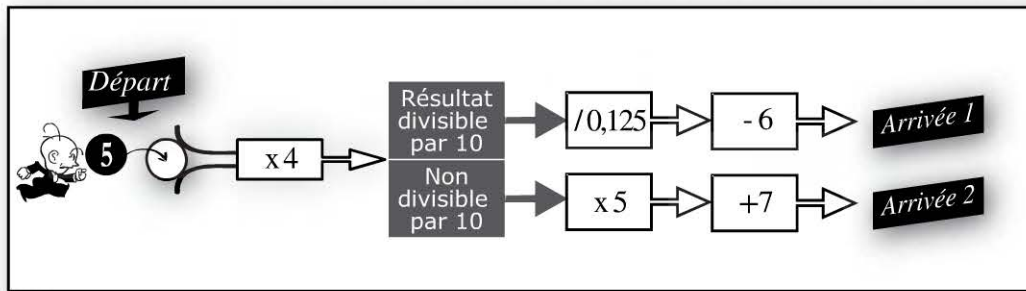 Départ
5
x 4
Résultat
divisible
par 10
/ 0,125
- 6
Arrivée 1
Non
divisible
par 10
x 5
+7
Arrivée 2